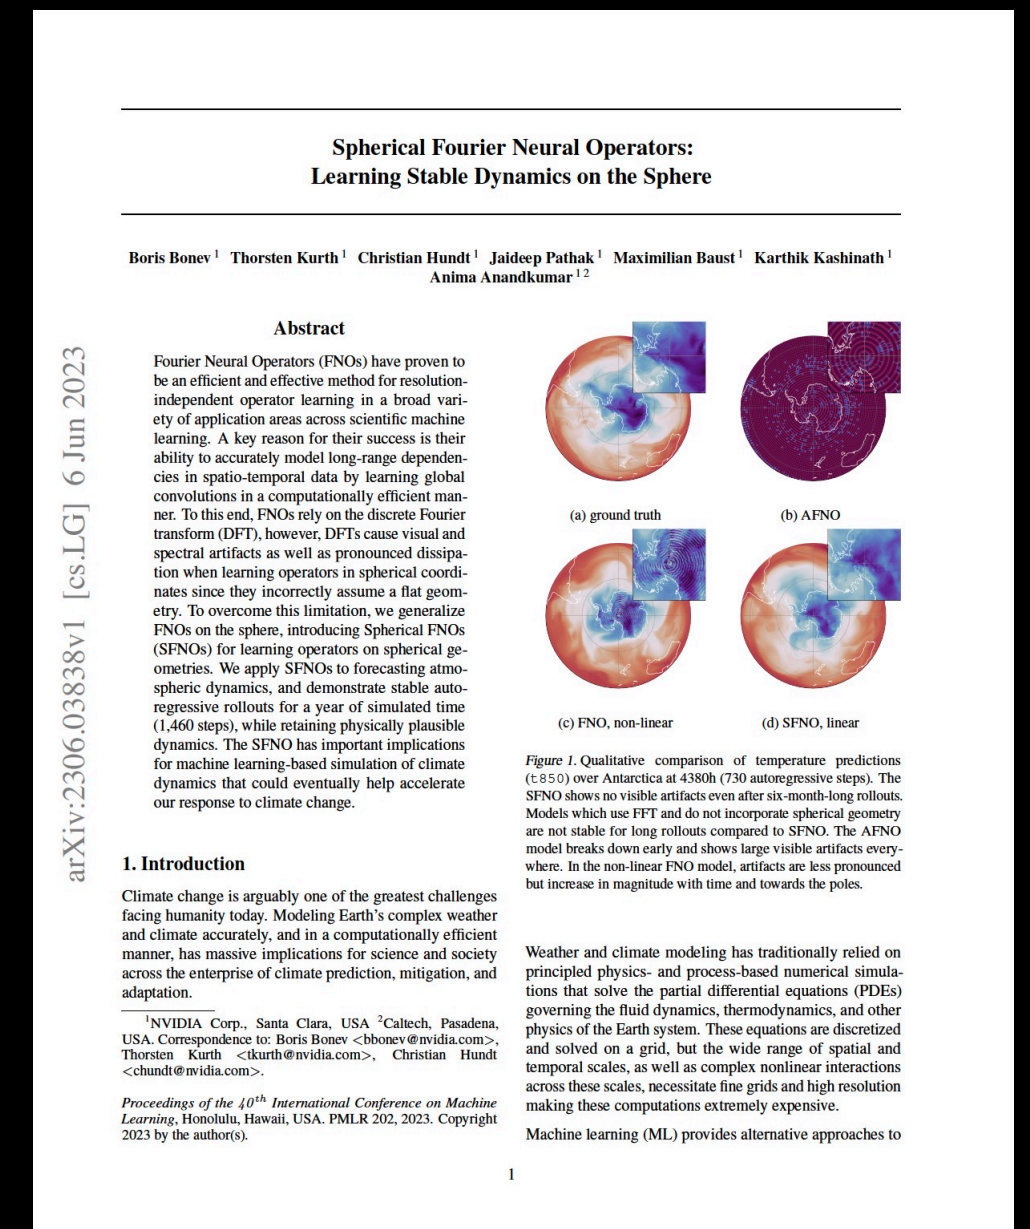 Spherical Fourier Neural Operators:
Learning Stable Dynamics on the Sphere
Boris Bonev 1 Thorsten Kurth 1 Christian Hundt 1 Jaideep Pathak 1 Maximilian Baust 1 Karthik Kashinath 1
Anima Anandkumar 1 2
arXiv:2306.03838v1 [cs.LG] 6 Jun 2023
Abstract
Fourier Neural Operators (FNOs) have proven to
be an efficient and effective method for resolution-
independent operator learning in a broad vari-
ety of application areas across scientific machine
learning. A key reason for their success is their
ability to accurately model long-range dependen-
cies in spatio-temporal data by learning global
convolutions in a computationally efficient man-
ner. To this end, FNOs rely on the discrete Fourier
transform (DFT), however, DFTs cause visual and
spectral artifacts as well as pronounced dissipa-
tion when learning operators in spherical coordi-
nates since they incorrectly assume a flat geom-
etry. To overcome this limitation, we generalize
FNOs on the sphere, introducing Spherical FNOs
(SFNOs) for learning operators on spherical ge-
ometries. We apply SFNOs to forecasting atmo-
spheric dynamics, and demonstrate stable auto-
regressive rollouts for a year of simulated time
(1,460 steps), while retaining physically plausible
dynamics. The SFNO has important implications
for machine learning-based simulation of climate
dynamics that could eventually help accelerate
our response to climate change.
1. Introduction
Climate change is arguably one of the greatest challenges
facing humanity today. Modeling Earth's complex weather
and climate accurately, and in a computationally efficient
manner, has massive implications for science and society
across the enterprise of climate prediction, mitigation, and
adaptation.
1NVIDIA Corp., Santa Clara, USA 2Caltech, Pasadena,
USA. Correspondence to: Boris Bonev <bbonev@nvidia.com>,
Thorsten Kurth <tkurth@nvidia.com>, Christian Hundt
<chundt@nvidia.com>.
Proceedings of the 40th International Conference on Machine
Learning, Honolulu, Hawaii, USA. PMLR 202, 2023. Copyright
2023 by the author(s).
(a) ground truth
(b) AFNO
(c) FNO, non-linear
(d) SFNO, linear
Figure 1. Qualitative comparison of temperature predictions
(t850) over Antarctica at 4380h (730 autoregressive steps). The
SFNO shows no visible artifacts even after six-month-long rollouts.
Models which use FFT and do not incorporate spherical geometry
are not stable for long rollouts compared to SFNO. The AFNO
model breaks down early and shows large visible artifacts every-
where. In the non-linear FNO model, artifacts are less pronounced
but increase in magnitude with time and towards the poles.
Weather and climate modeling has traditionally relied on
principled physics- and process-based numerical simula-
tions that solve the partial differential equations (PDEs)
governing the fluid dynamics, thermodynamics, and other
physics of the Earth system. These equations are discretized
and solved on a grid, but the wide range of spatial and
temporal scales, as well as complex nonlinear interactions
across these scales, necessitate fine grids and high resolution
making these computations extremely expensive.
Machine learning (ML) provides alternative approaches to
1